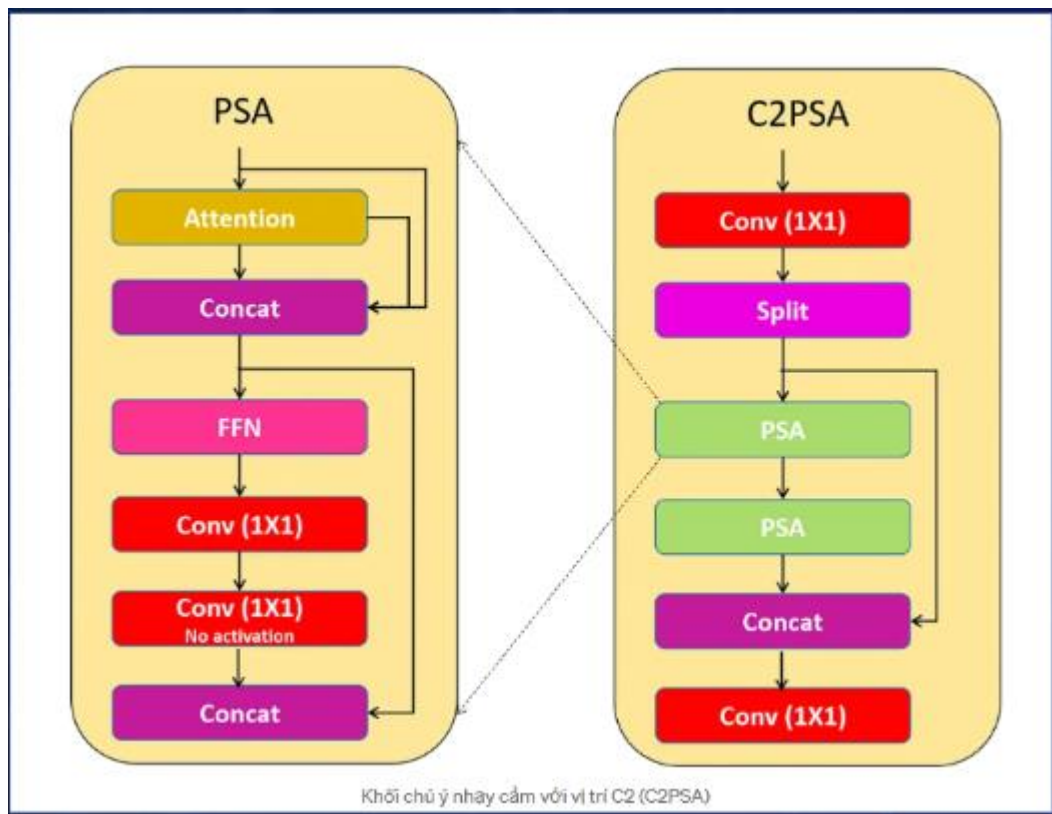 PSA
Attention
Concat
FFN
Conv (1X1)
Conv (1X1)
No activation
Concat
C2PSA
Conv (1X1)
Split
PSA
PSA
Concat
Conv (1X1)
Khối chú ý nhạy cảm với vị trí C2 (C2PSA)